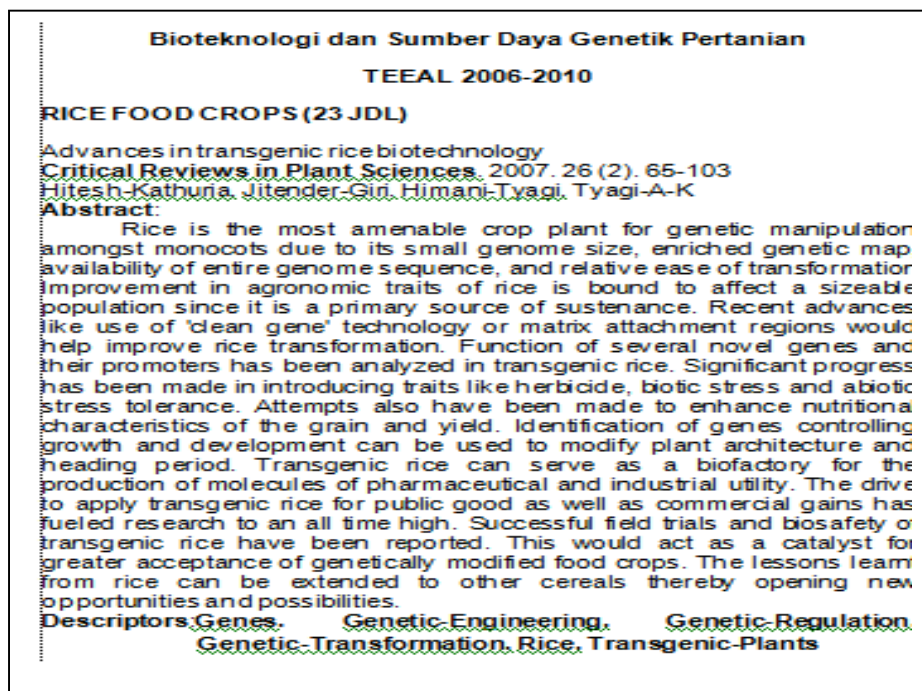 Bioteknologi dan Sumber Daya Genetik Pertanian
TEEAL 2006-2010
RICE FOOD CROPS (23 JDL)
Advances in transgenic rice biotechnology
Critical Reviews in Plant Sciences. 2007. 26 (2). 65-103
Hitesh-Kathuria, Jitender-Giri, Himani-Tyagi, Tyagi-A-K
Abstract:
Rice is the most amenable crop plant for genetic manipulation
amongst monocots due to its small genome size, enriched genetic map
availability of entire genome sequence, and relative ease of transformation
Improvement in agronomic traits of rice is bound to affect a sizeable
population since it is a primary source of sustenance. Recent advances
like use of 'clean gene' technology or matrix attachment regions would
help improve rice transformation. Function of several novel genes and
their promoters has been analyzed in transgenic rice. Significant progress
has been made in introducing traits like herbicide, biotic stress and abiotic
stress tolerance. Attempts also have been made to enhance nutritional
characteristics of the grain and yield. Identification of genes controlling
growth and development can be used to modify plant architecture and
heading period. Transgenic rice can serve as a biofactory for the
production of molecules of pharmaceutical and industrial utility. The drive
to apply transgenic rice for public good as well as commercial gains has
fueled research to an all time high. Successful field trials and biosafety of
transgenic rice have been reported. This would act as a catalyst for
greater acceptance of genetically modified food crops. The lessons learnt
from rice can be extended to other cereals thereby opening new
opportunities and possibilities.
Descriptors:Genes, Genetic-Engineering, Genetic-Regulation,
Genetic-Transformation, Rice, Transgenic-Plants